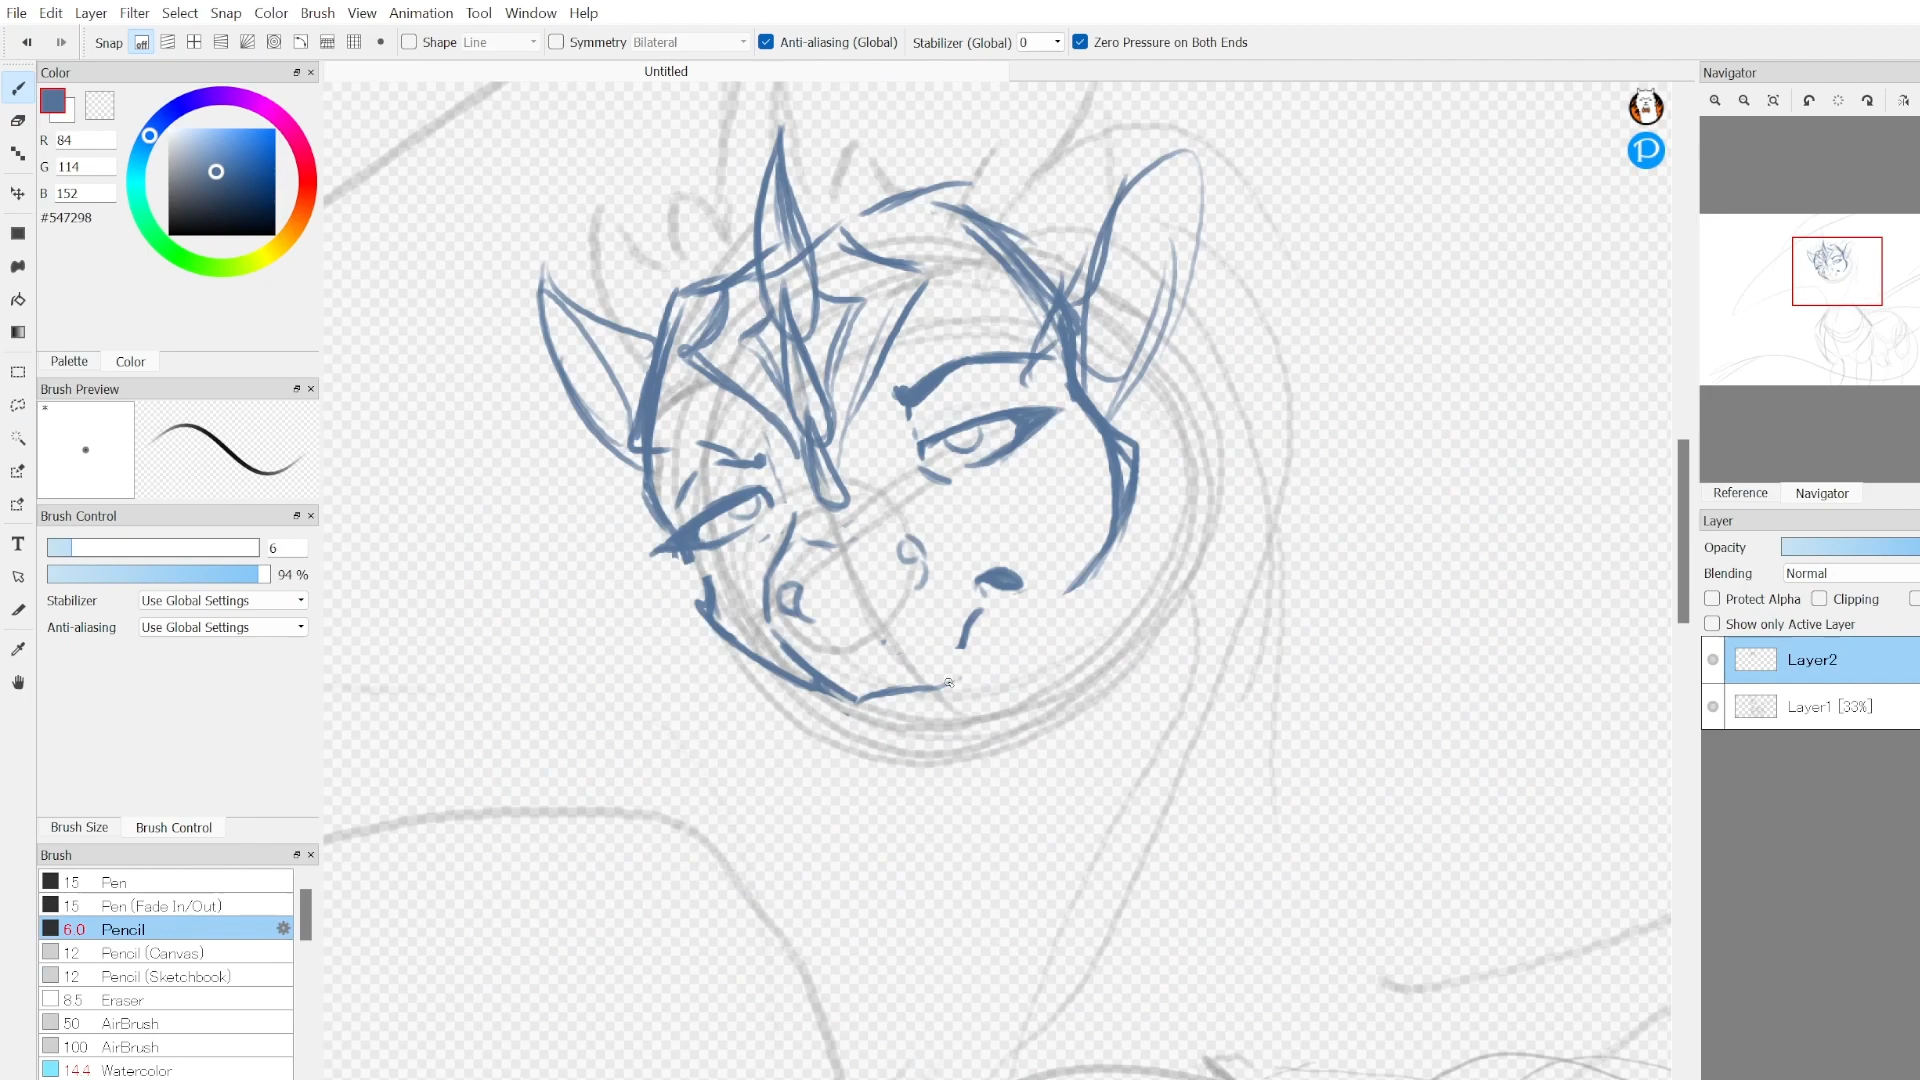 File Edit Layer Filter Select Snap Color Brush View Animation Tool Window Help
Snap off Shape Line Symmetry Bilateral Anti-aliasing (Global) Stabilizer (Global) 0 Zero Pressure on Both Ends
Color
Untitled
Navigator
R 84
G 114
B 152
#547298
Palette Color
Brush Preview
*
Brush Control
6
94 %
Stabilizer Use Global Settings
Anti-aliasing Use Global Settings
Brush Size Brush Control
Brush
15 Pen
15 Pen (Fade In/Out)
6.0 Pencil
12 Pencil (Canvas)
12 Pencil (Sketchbook)
8.5 Eraser
50 AirBrush
100 AirBrush
14.4 Watercolor
T
P
Reference Navigator
Layer
Opacity
Blending Normal
Protect Alpha Clipping
Show only Active Layer
Layer2
Layer1 [33%]